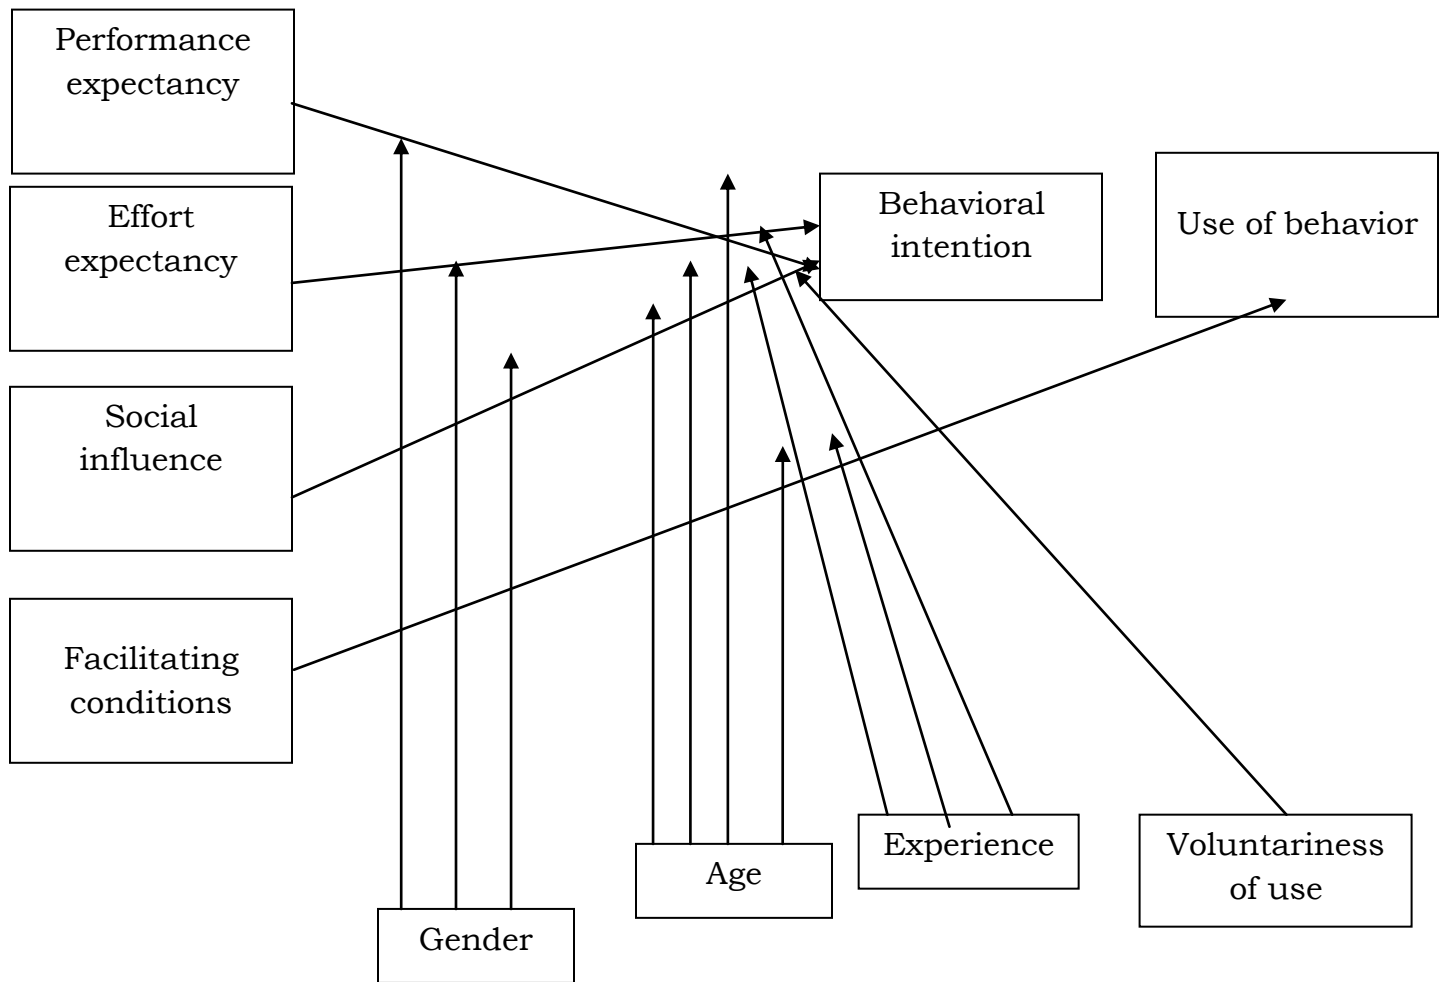 Performance
expectancy
Effort
expectancy
Social
influence
Facilitating
conditions
Behavioral
intention
Use of behavior
Gender
Age
Experience
Voluntariness
of use